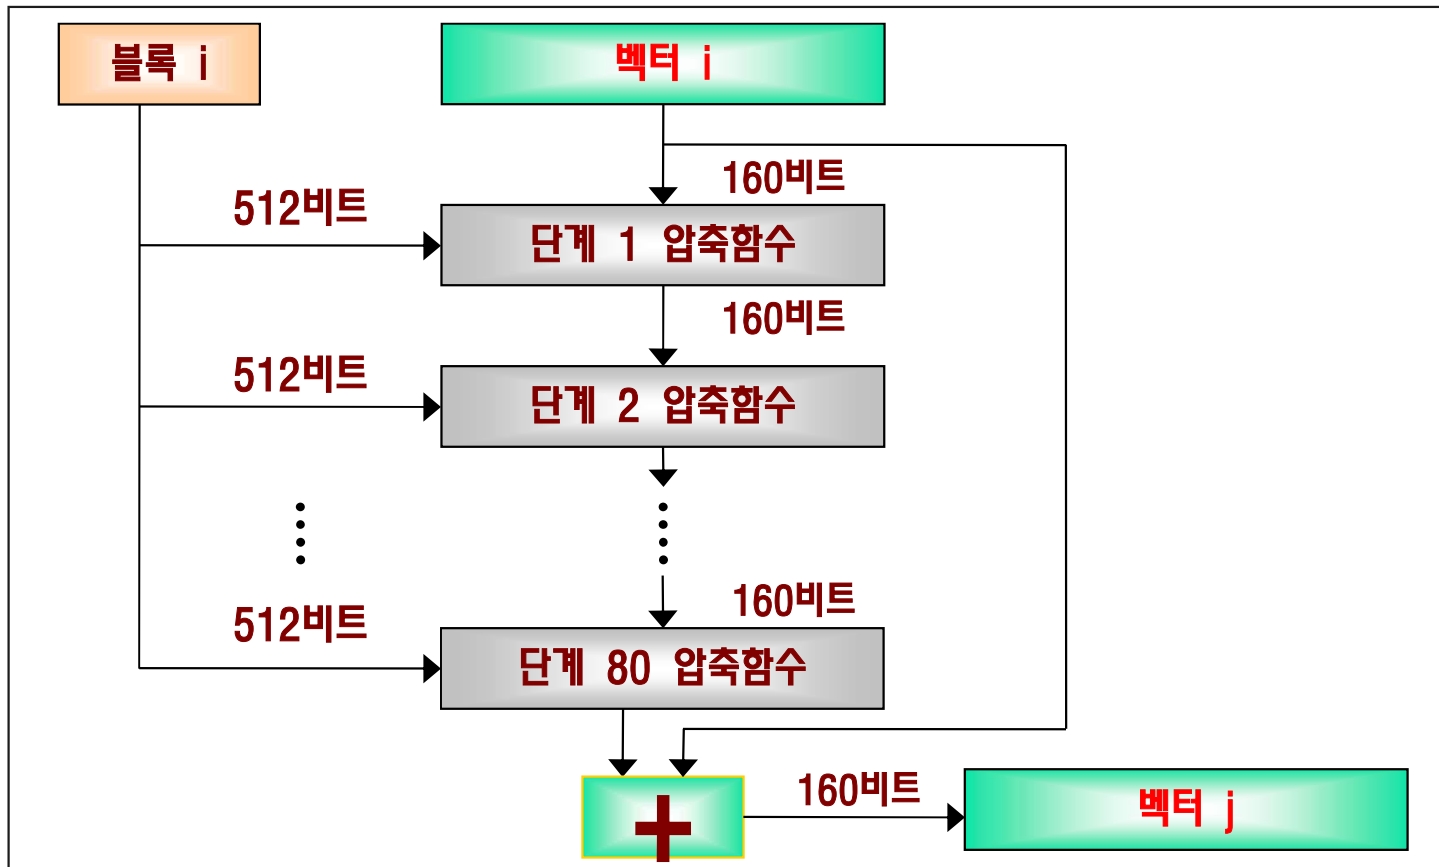 블록 i
벡터 i
160비트
512비트
단계 1 압축함수
160비트
512비트
단계 2 압축함수
160비트
512비트
단계 80 압축함수
+
160비트
벡터 j